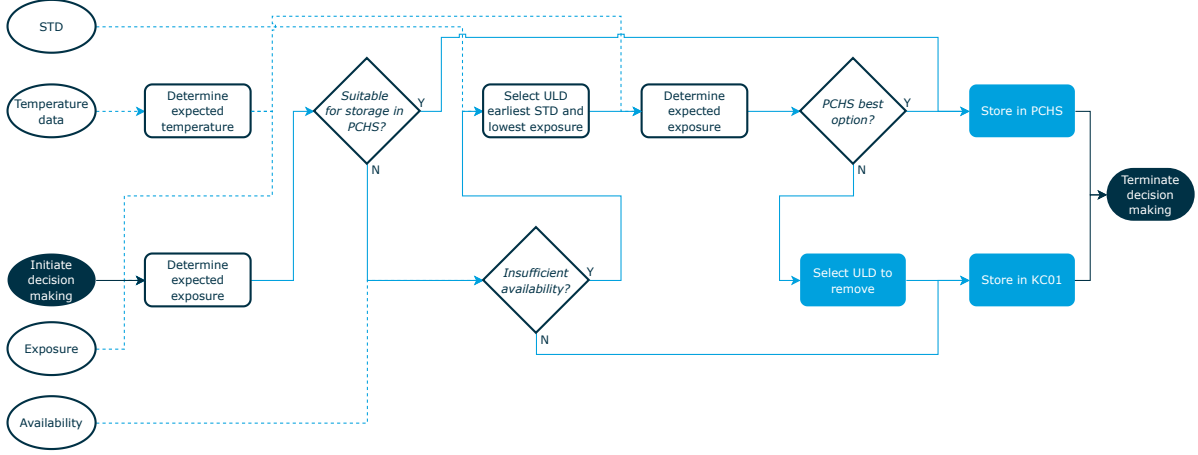 STD
Temperature
data
Determine
expected
temperature
Suitable
for storage in
PCHS?
Y
N
Select ULD
earliest STD and
lowest exposure
Determine
expected
exposure
PCHS best
option?
Y
N
Store in PCHS
Terminate
decision
making
Initiate
decision
making
Determine
expected
exposure
Insufficient
availability?
Y
N
Select ULD to
remove
Store in KC01
Exposure
Availability